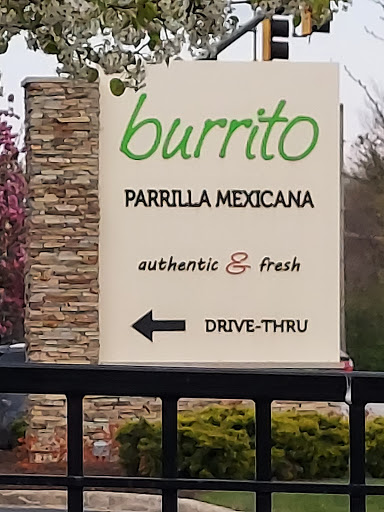 burrito
PARRILLA MEXICANA
authentic & fresh
DRIVE-THRU